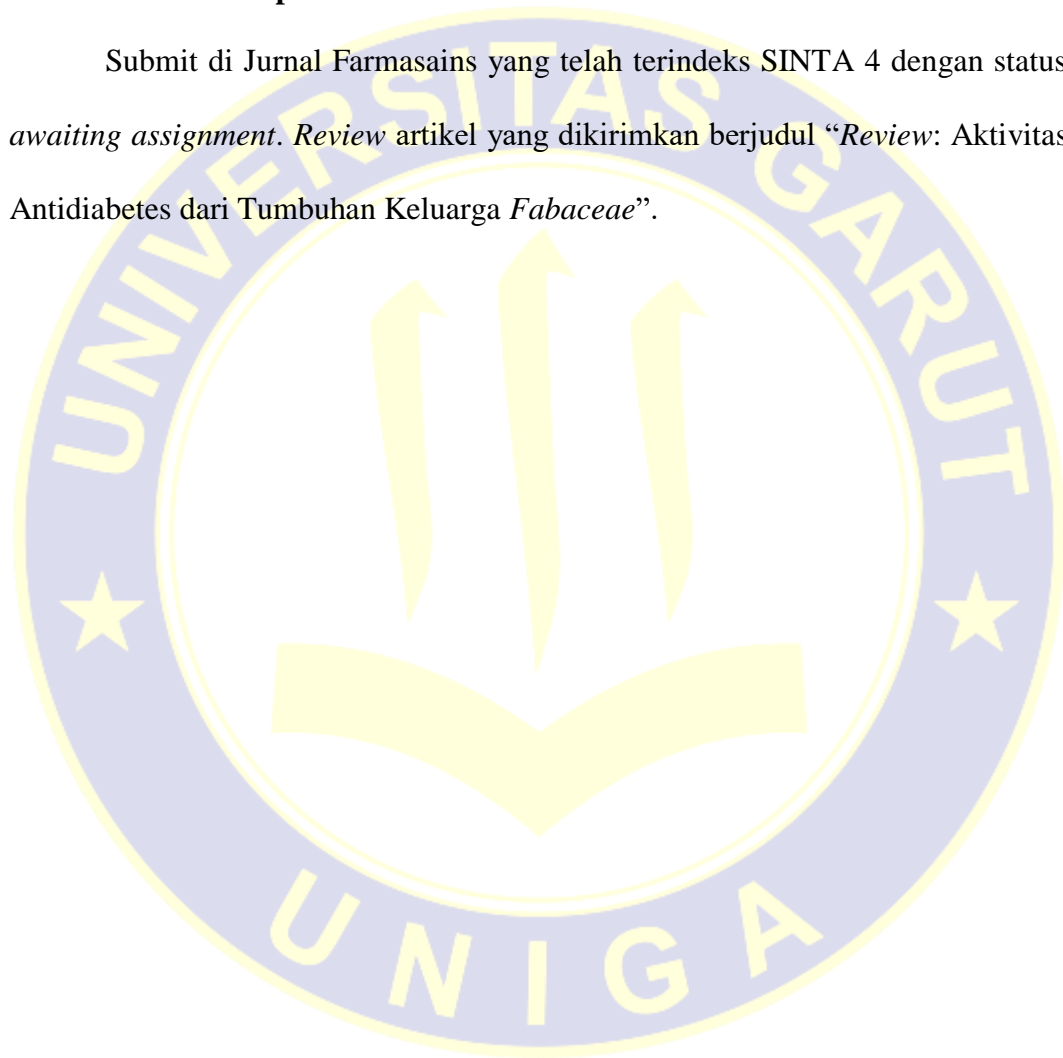 Submit di Jurnal Farmasains yang telah terindeks SINTA 4 dengan status
awaiting assignment. Review artikel yang dikirimkan berjudul “Review: Aktivitas
Antidiabetes dari Tumbuhan Keluarga Fabaceae”.
UNIVERSITAS GARUT
UNIGA